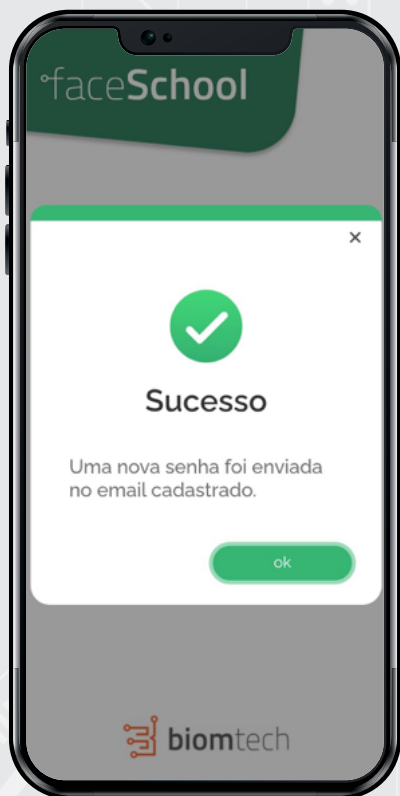 faceSchool
×
Sucesso
Uma nova senha foi enviada
no email cadastrado.
ok
biomtech